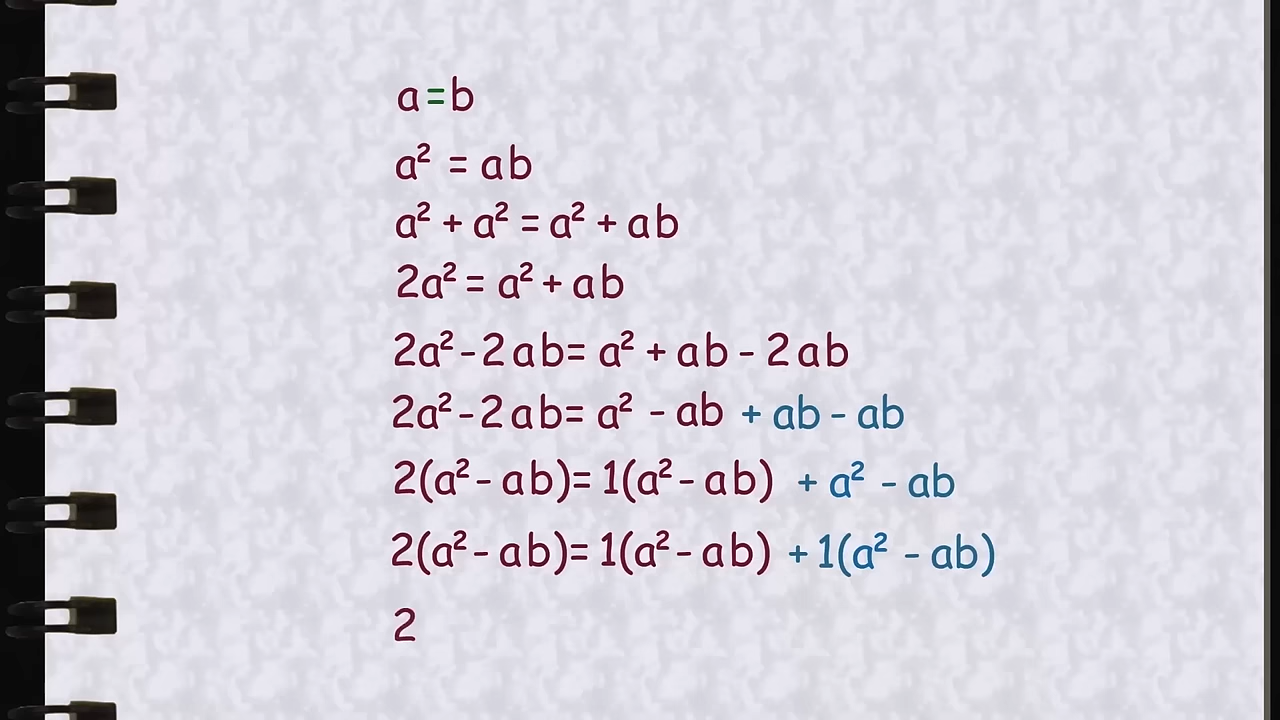 a = b
a² = ab
a² + a² = a² + ab
2a² = a² + ab
2a² - 2ab = a² + ab - 2ab
2a² - 2ab = a² - ab + ab - ab
2(a² - ab) = 1(a² - ab) + a² - ab
2(a² - ab) = 1(a² - ab) + 1(a² - ab)
2